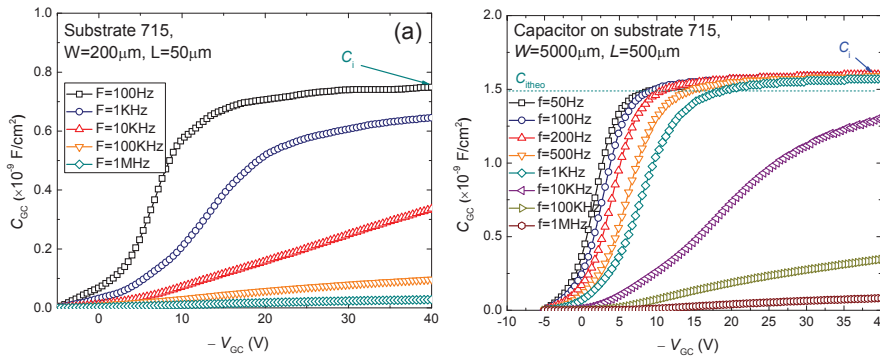 Substrate 715,
W=200μm, L=50μm
(a)
C_i
F=100Hz
F=1KHz
F=10KHz
F=100KHz
F=1MHz
C_GC (×10⁻⁹ F/cm²)
1.0
0.8
0.6
0.4
0.2
0.0
0 10 20 30 40
− V_GC (V)
Capacitor on substrate 715,
W=5000μm, L=500μm
C_i
C_itheo
f=50Hz
f=100Hz
f=200Hz
f=500Hz
f=1KHz
f=10KHz
f=100KHz
f=1MHz
C_GC (×10⁻⁹ F/cm²)
2.0
1.5
1.0
0.5
0.0
-10 -5 0 5 10 15 20 25 30 35 40
− V_GC (V)